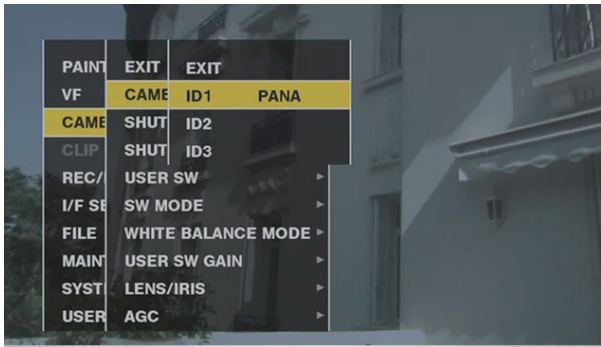 PAINT EXIT EXIT
VF CAME ID1 PANA
CAME SHUT ID2
CLIP SHUT ID3
REC/ USER SW
I/F SE SW MODE
FILE WHITE BALANCE MODE
MAIN USER SW GAIN
SYST LENS/IRIS
USER AGC